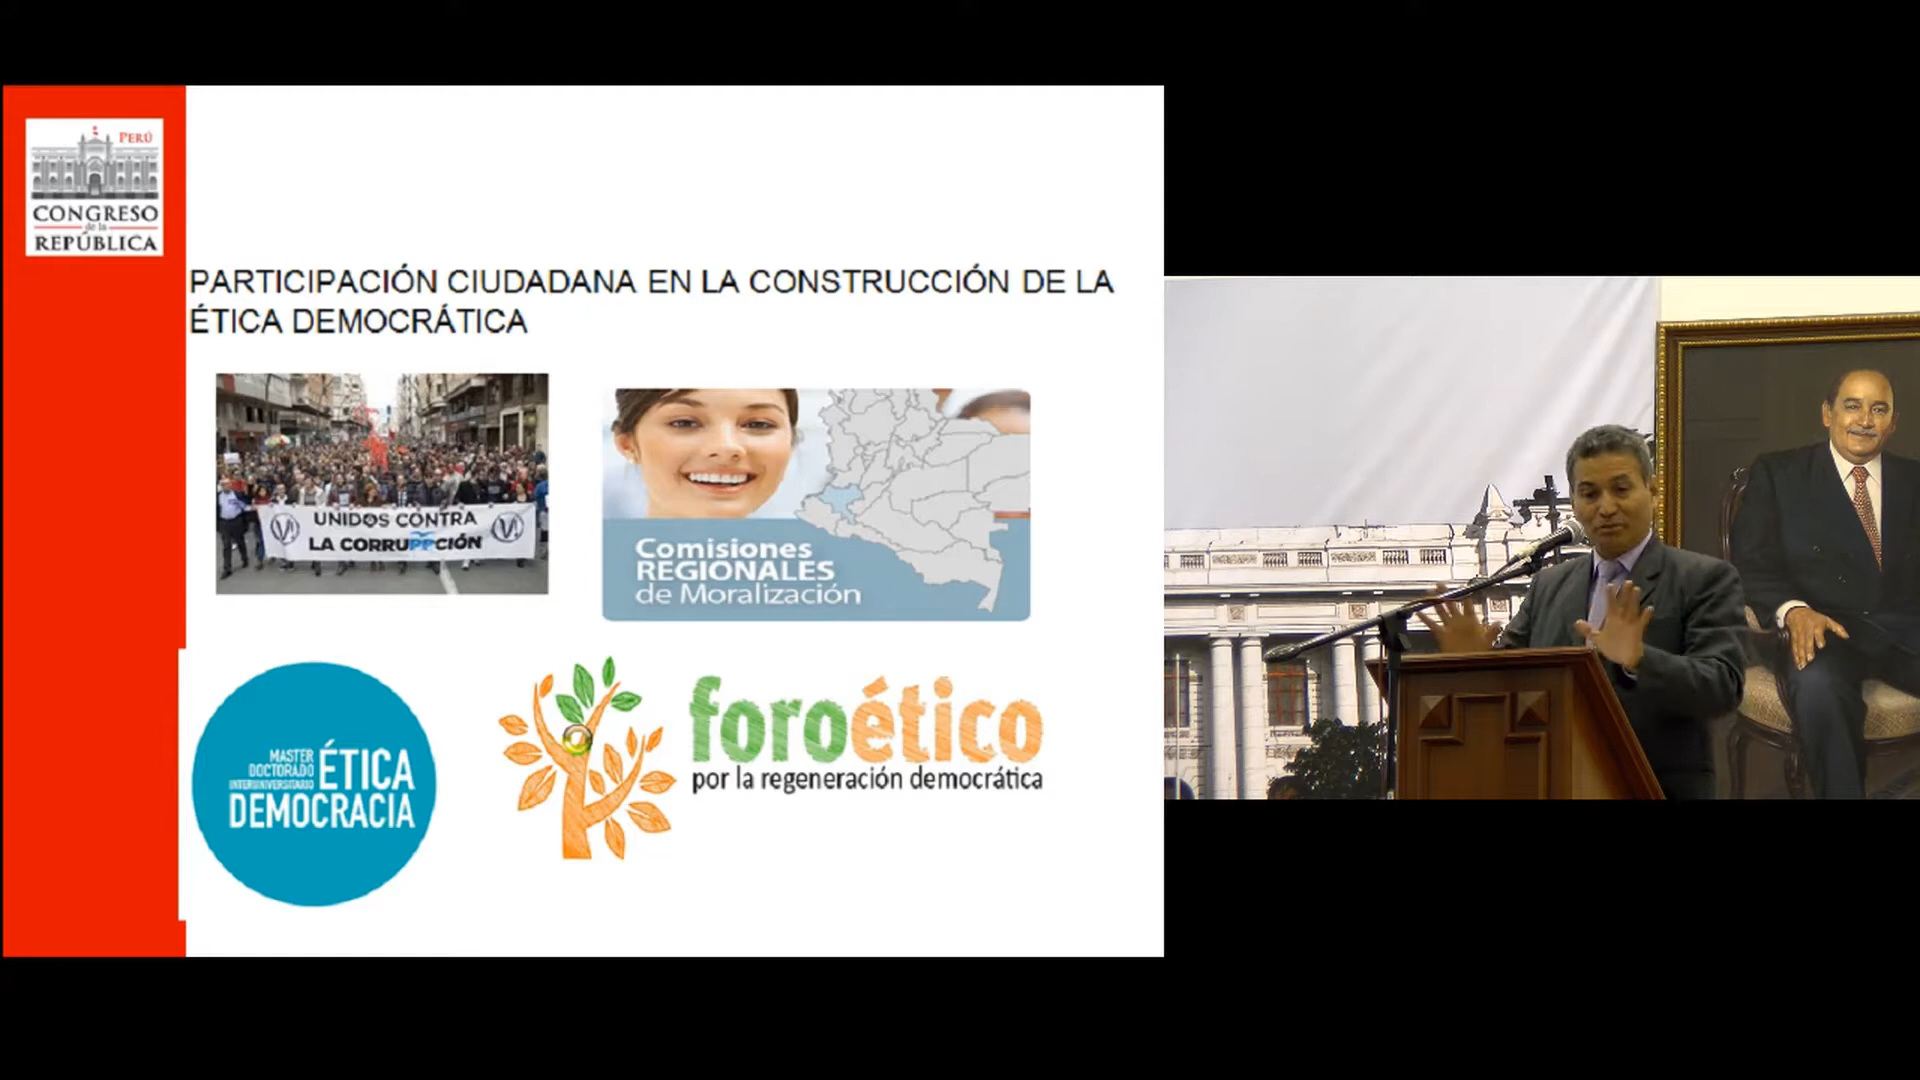 PERÚ
CONGRESO
de la
REPÚBLICA
PARTICIPACIÓN CIUDADANA EN LA CONSTRUCCIÓN DE LA
ÉTICA DEMOCRÁTICA
UNIDOS CONTRA
LA CORRUPPCIÓN
Comisiones
REGIONALES
de Moralización
MASTER
DOCTORADO
INTERUNIVERSITARIO
ÉTICA
DEMOCRACIA
foroético
por la regeneración democrática